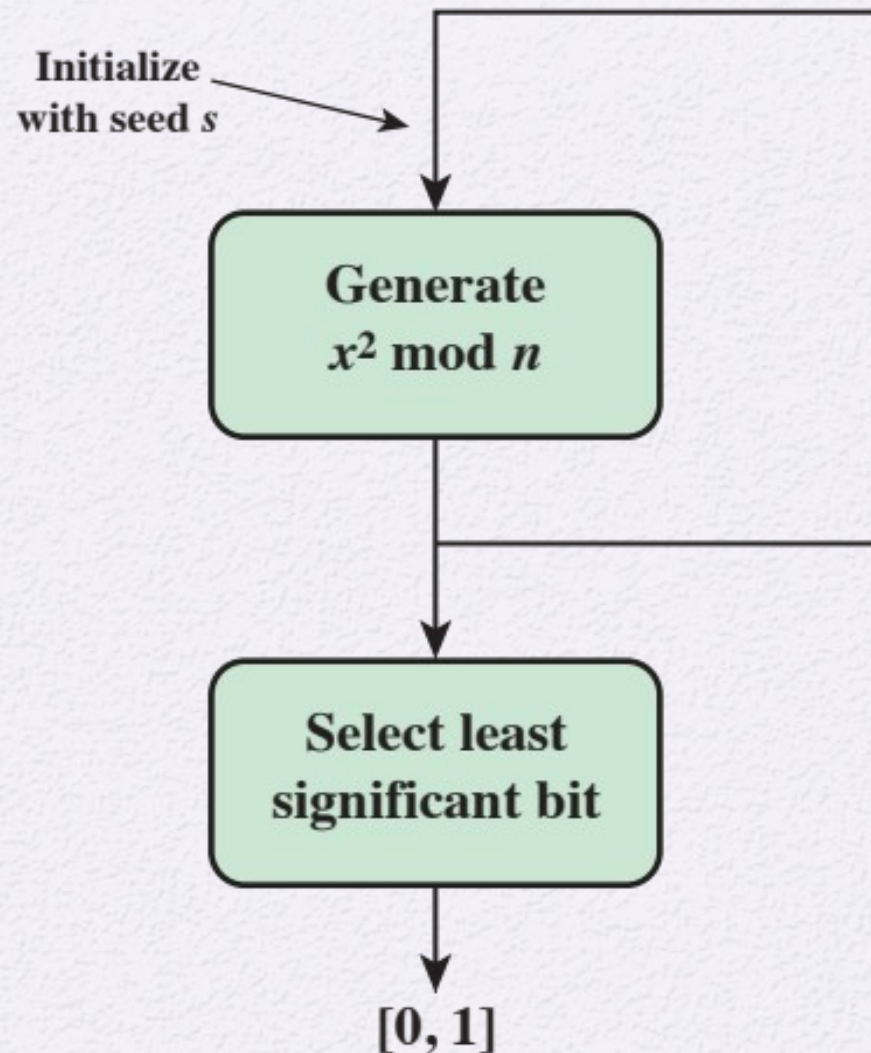 Initialize
with seed s
Generate
x² mod n
Select least
significant bit
[0, 1]